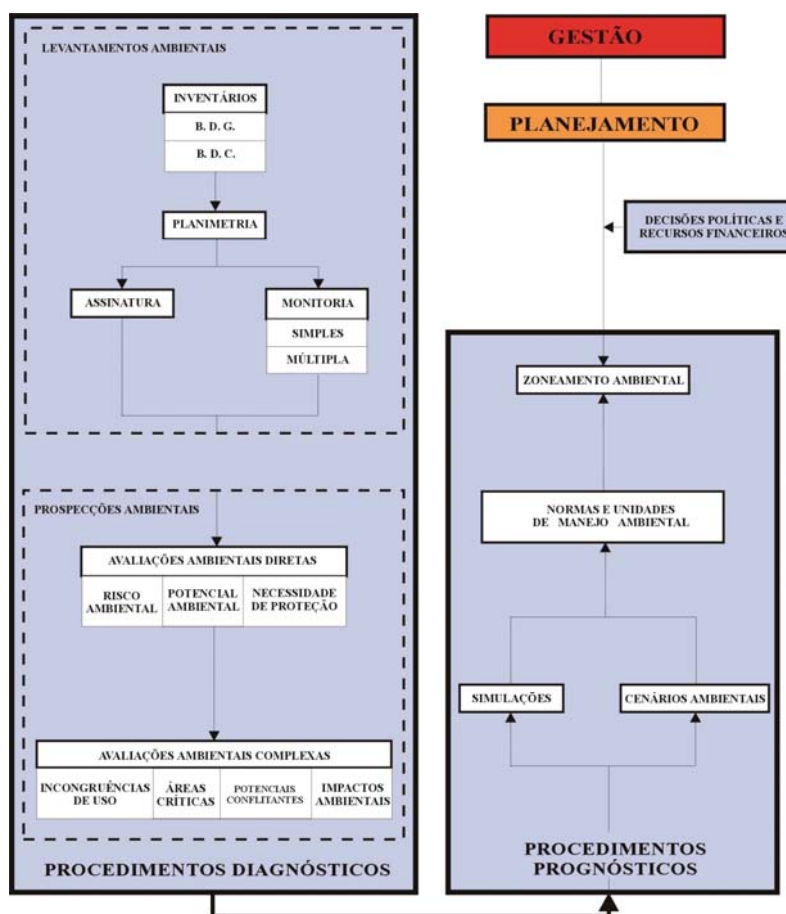 LEVANTAMENTOS AMBIENTAIS
INVENTÁRIOS
B. D. G.
B. D. C.
PLANIMETRIA
ASSINATURA
MONITORIA
SIMPLES
MÚLTIPLA
PROSPECÇÕES AMBIENTAIS
AVALIAÇÕES AMBIENTAIS DIRETAS
RISCO
AMBIENTAL
POTENCIAL
AMBIENTAL
NECESSIDADE
DE PROTEÇÃO
AVALIAÇÕES AMBIENTAIS COMPLEXAS
INCONGRUÊNCIAS
DE USO
ÁREAS
CRÍTICAS
POTENCIAIS
CONFLITANTES
IMPACTOS
AMBIENTAIS
PROCEDIMENTOS DIAGNÓSTICOS
GESTÃO
PLANEJAMENTO
DECISÕES POLÍTICAS E
RECURSOS FINANCEIROS
ZONEAMENTO AMBIENTAL
NORMAS E UNIDADES
DE MANEJO AMBIENTAL
SIMULAÇÕES
CENÁRIOS AMBIENTAIS
PROCEDIMENTOS
PROGNÓSTICOS